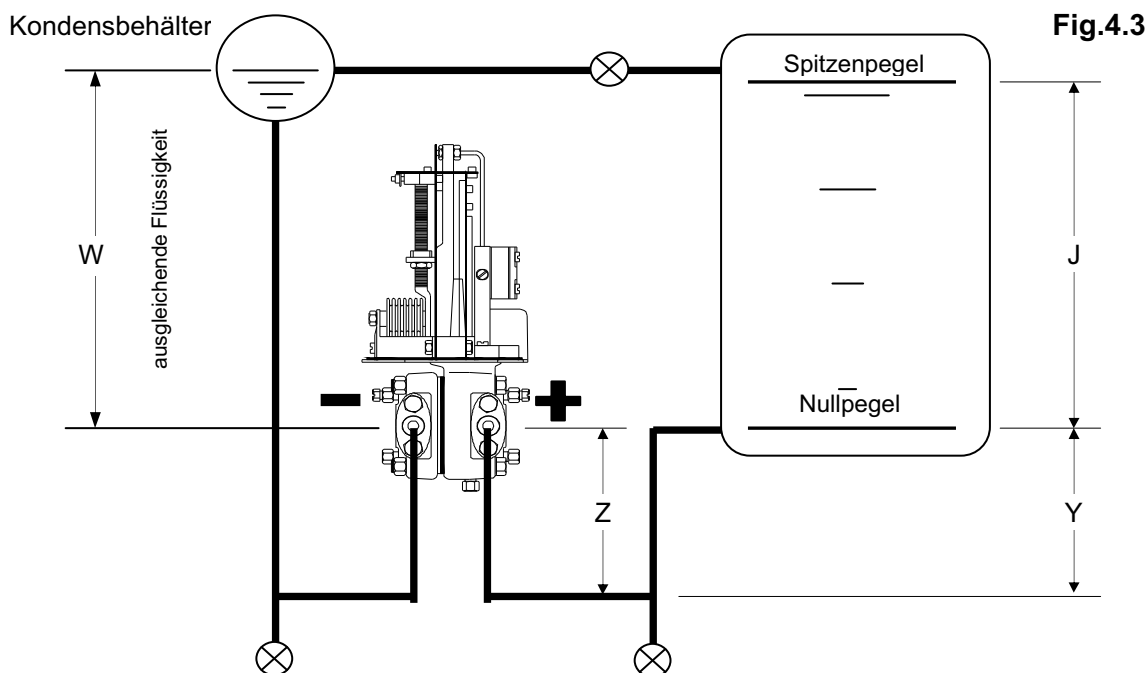 Kondensbehälter
Fig.4.3
Spitzenpegel
ausgleichende Flüssigkeit
W
J
Nullpegel
Z
Y